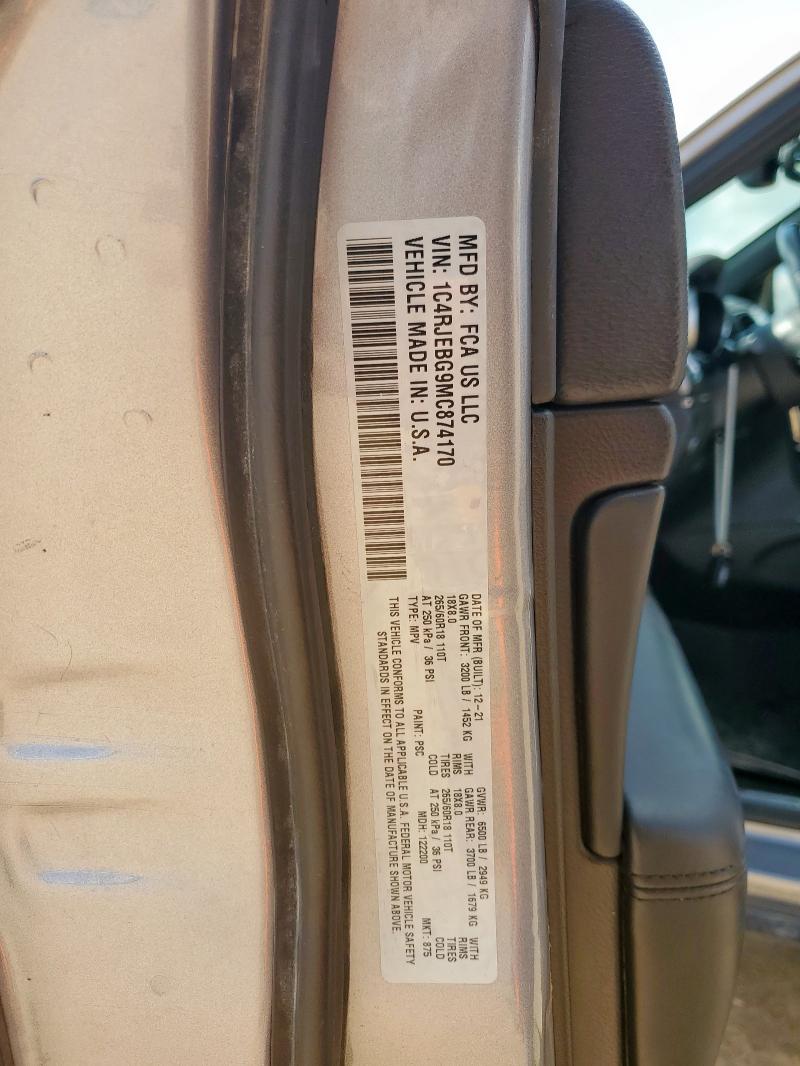 MFD BY: FCA US LLC
VIN: 1C4RJEBG9MC874170
VEHICLE MADE IN: U.S.A.
DATE OF MFR (BUILT): 12-21 GVWR: 6500 LB / 2949 KG
GAWR FRONT: 3200 LB / 1452 KG WITH GAWR REAR: 3700 LB / 1679 KG WITH
18X8.0 RIMS 18X8.0 RIMS
265/60R18 110T TIRES 265/60R18 110T TIRES
AT 250 kPa / 36 PSI COLD AT 250 kPa / 36 PSI COLD
TYPE: MPV PAINT: PSC MDH: 122200 MKT: 875
THIS VEHICLE CONFORMS TO ALL APPLICABLE U.S.A. FEDERAL MOTOR VEHICLE SAFETY
STANDARDS IN EFFECT ON THE DATE OF MANUFACTURE SHOWN ABOVE.